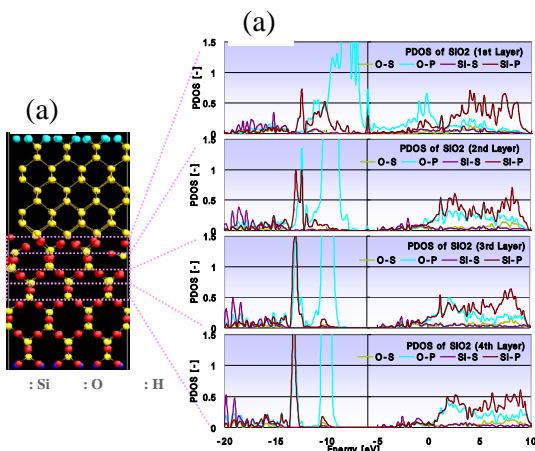 (a)
(a)
PDOS of SIO2 (1st Layer)
O-S O-P SI-S SI-P
PDOS [-]
1.5
1
0.5
0
PDOS of SIO2 (2nd Layer)
O-S O-P SI-S SI-P
PDOS [-]
1.5
1
0.5
0
PDOS of SIO2 (3rd Layer)
O-S O-P SI-S SI-P
PDOS [-]
1.5
1
0.5
0
PDOS of SIO2 (4th Layer)
O-S O-P SI-S SI-P
PDOS [-]
1.5
1
0.5
0
-20 -15 -10 -5 0 5 10
Energy [eV]
: Si : O : H